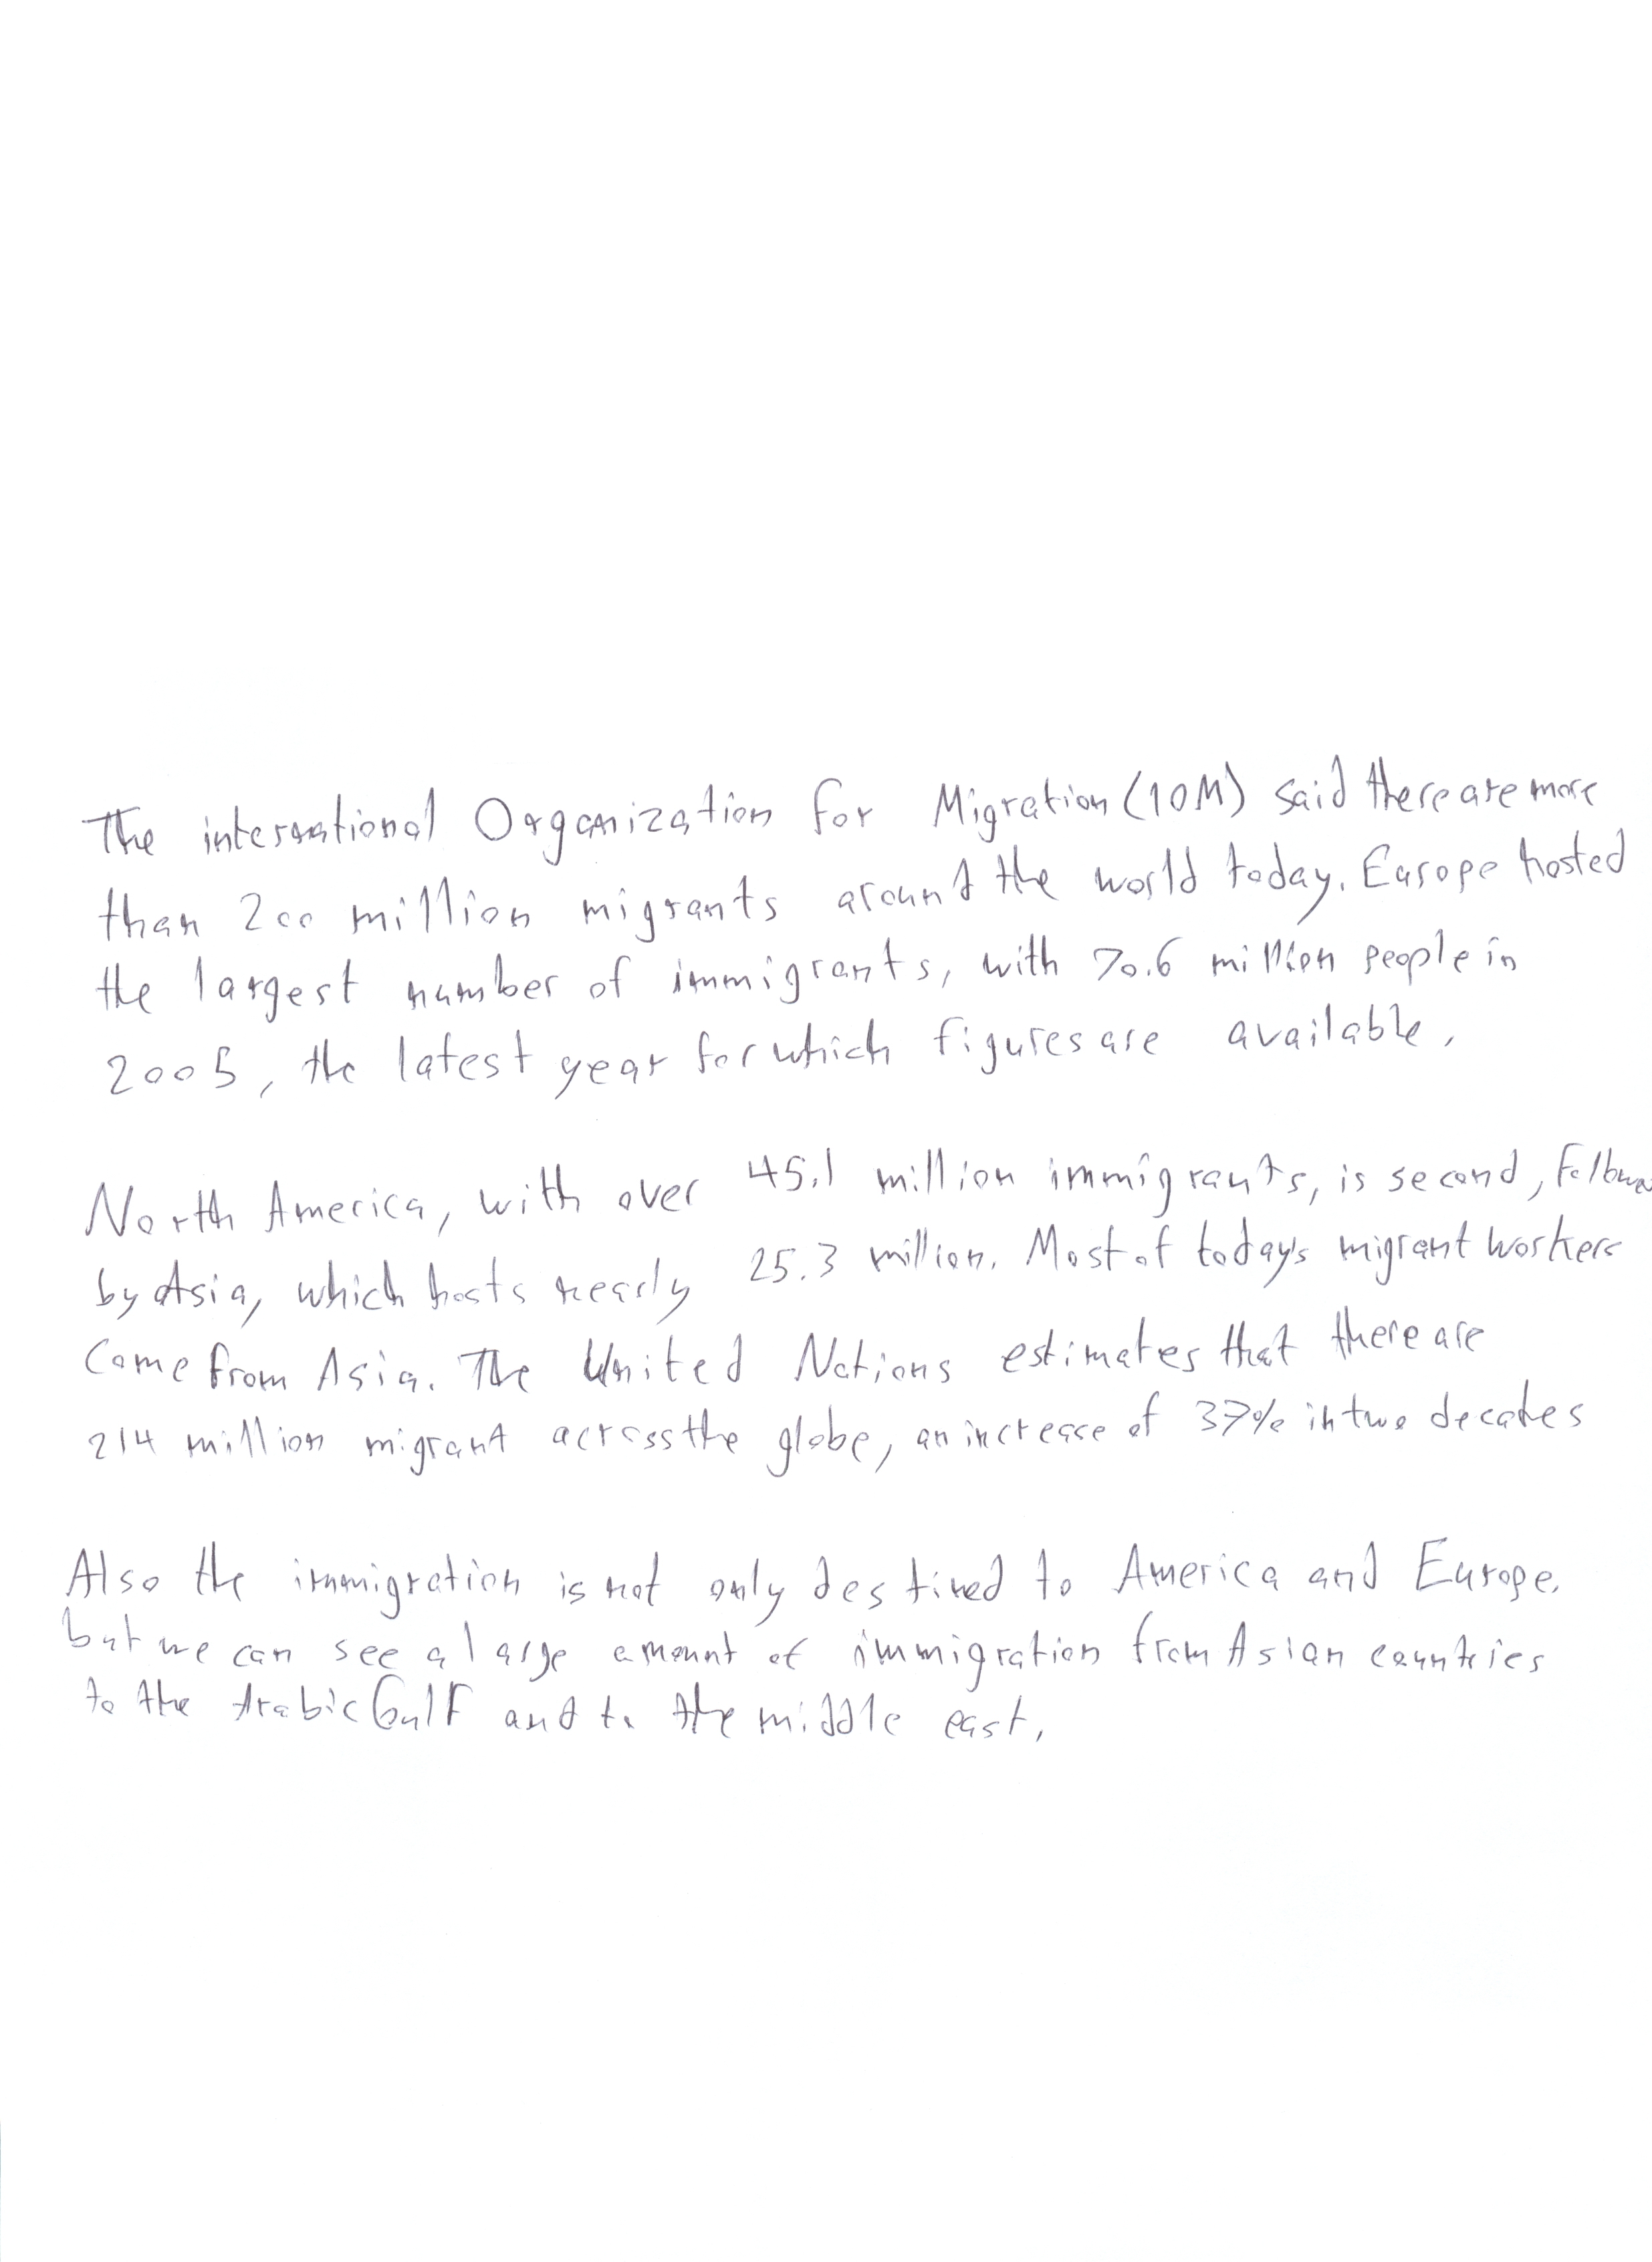 The international Organization for Migration (IOM) said there are more
than 200 million migrants around the world today. Europe hosted
the largest number of immigrants, with 70.6 million people in
2005, the latest year for which figures are available,
North America, with over 45.1 million immigrants, is second, Followe
by Asia, which hosts nearly 25.3 million. Most of today's migrant workers
come from Asia. The United Nations estimates that there are
214 million migrant across the globe, an increase of 37% in two decades
Also the immigration is not only destined to America and Europe.
but we can see a large amount of immigration from Asian countries
to the Arabic Gulf and to the middle east,